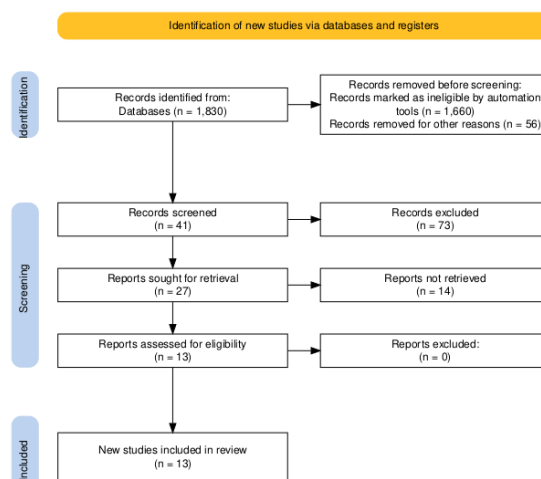 Identification of new studies via databases and registers
Identification
Records identified from:
Databases (n = 1,830)
Records removed before screening:
Records marked as ineligible by automation
tools (n = 1,660)
Records removed for other reasons (n = 56)
Screening
Records screened
(n = 41)
Records excluded
(n = 73)
Reports sought for retrieval
(n = 27)
Reports not retrieved
(n = 14)
Reports assessed for eligibility
(n = 13)
Reports excluded:
(n = 0)
Included
New studies included in review
(n = 13)